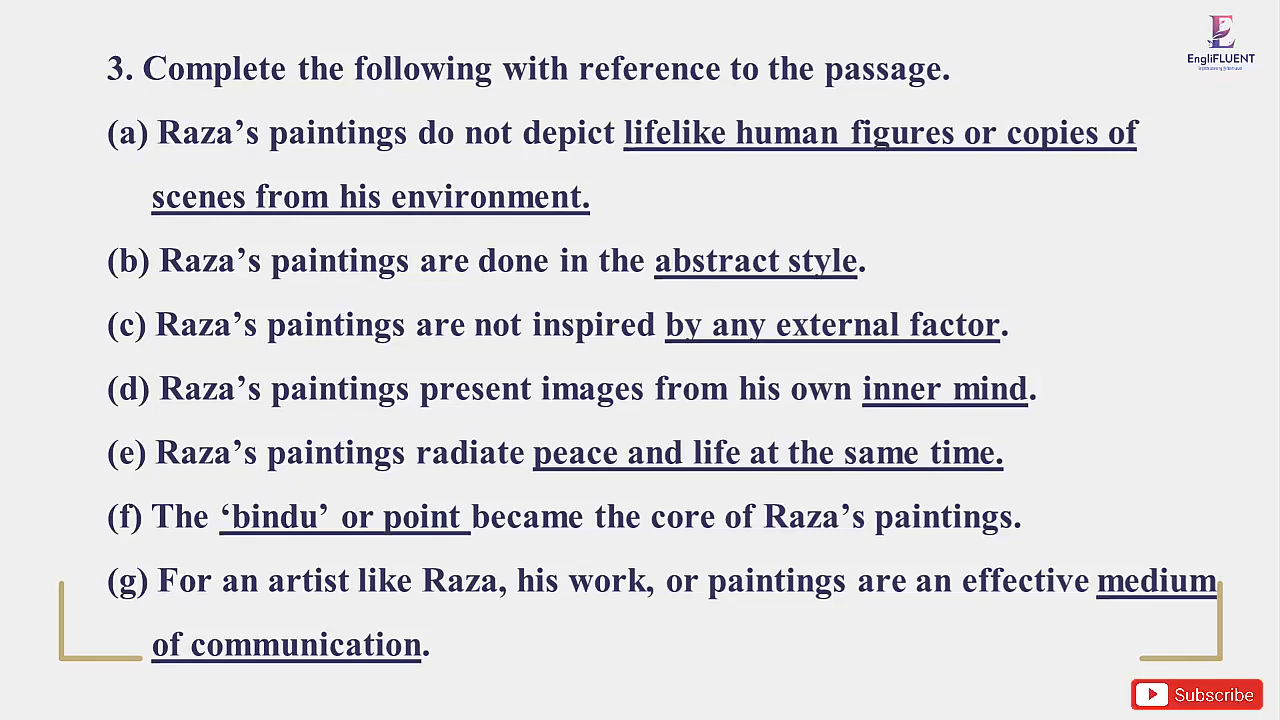 EngliFLUENT
3. Complete the following with reference to the passage.
(a) Raza’s paintings do not depict lifelike human figures or copies of
scenes from his environment.
(b) Raza’s paintings are done in the abstract style.
(c) Raza’s paintings are not inspired by any external factor.
(d) Raza’s paintings present images from his own inner mind.
(e) Raza’s paintings radiate peace and life at the same time.
(f) The ‘bindu’ or point became the core of Raza’s paintings.
(g) For an artist like Raza, his work, or paintings are an effective medium
of communication.
Subscribe